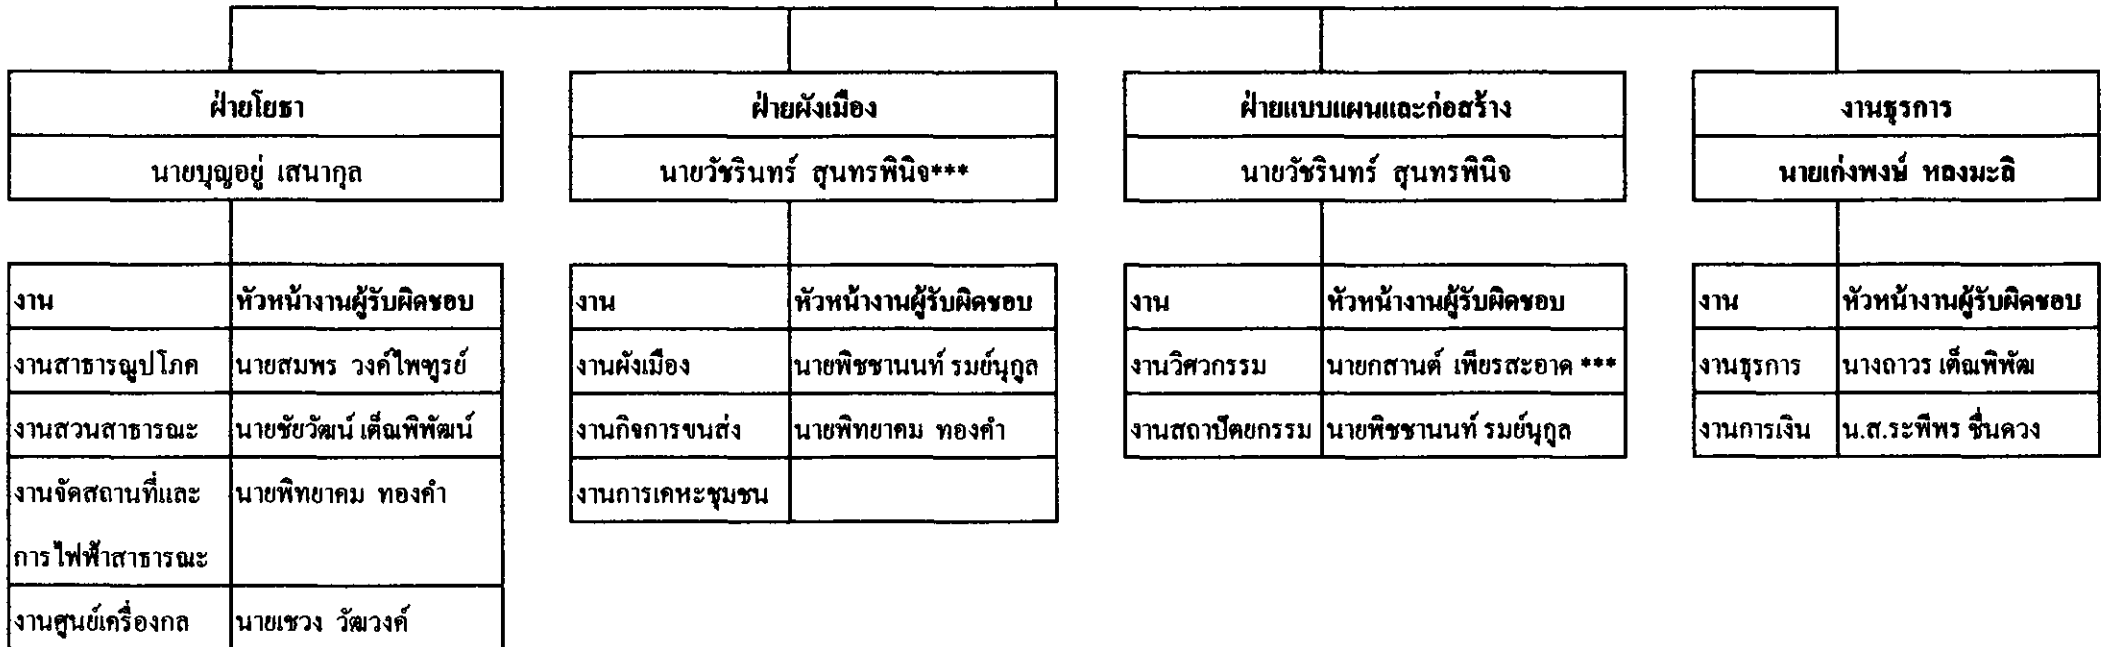 ฝ่ายโยธา
นายบุญอยู่ เสนากุล
งาน หัวหน้างานผู้รับผิดชอบ
งานสาธารณูปโภค นายสมพร วงค์ไพฑูรย์
งานสวนสาธารณะ นายชัยวัฒน์ เต็ณพิพัฒน์
งานจัดสถานที่และ นายพิทยาคม ทองคำ
การไฟฟ้าสาธารณะ
งานศูนย์เครื่องกล นายเชวง วัฒวงค์
ฝ่ายผังเมือง
นายวัชรินทร์ สุนทรพินิจ***
งาน หัวหน้างานผู้รับผิดชอบ
งานผังเมือง นายพิชชานนท์ รมย์นุกูล
งานกิจการขนส่ง นายพิทยาคม ทองคำ
งานการเคหะชุมชน
ฝ่ายแบบแผนและก่อสร้าง
นายวัชรินทร์ สุนทรพินิจ
งาน หัวหน้างานผู้รับผิดชอบ
งานวิศวกรรม นายกสานต์ เพียรสะอาด ***
งานสถาปัตยกรรม นายพิชชานนท์ รมย์นุกูล
งานธุรการ
นายเก่งพงษ์ หลงมะลิ
งาน หัวหน้างานผู้รับผิดชอบ
งานธุรการ นางถาวร เต็ณพิพัฒ
งานการเงิน น.ส.ระพีพร ชื่นดวง